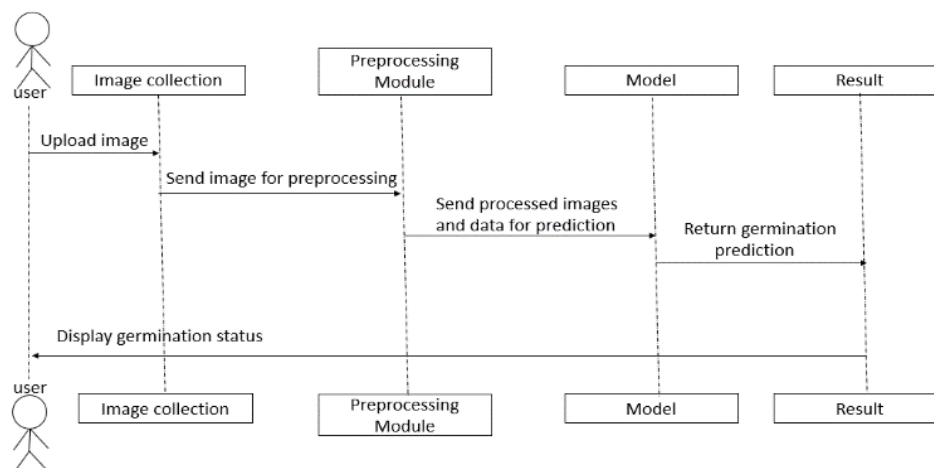 user
Image collection
Preprocessing
Module
Model
Result
Upload image
Send image for preprocessing
Send processed images
and data for prediction
Return germination
prediction
Display germination status
user
Image collection
Preprocessing
Module
Model
Result